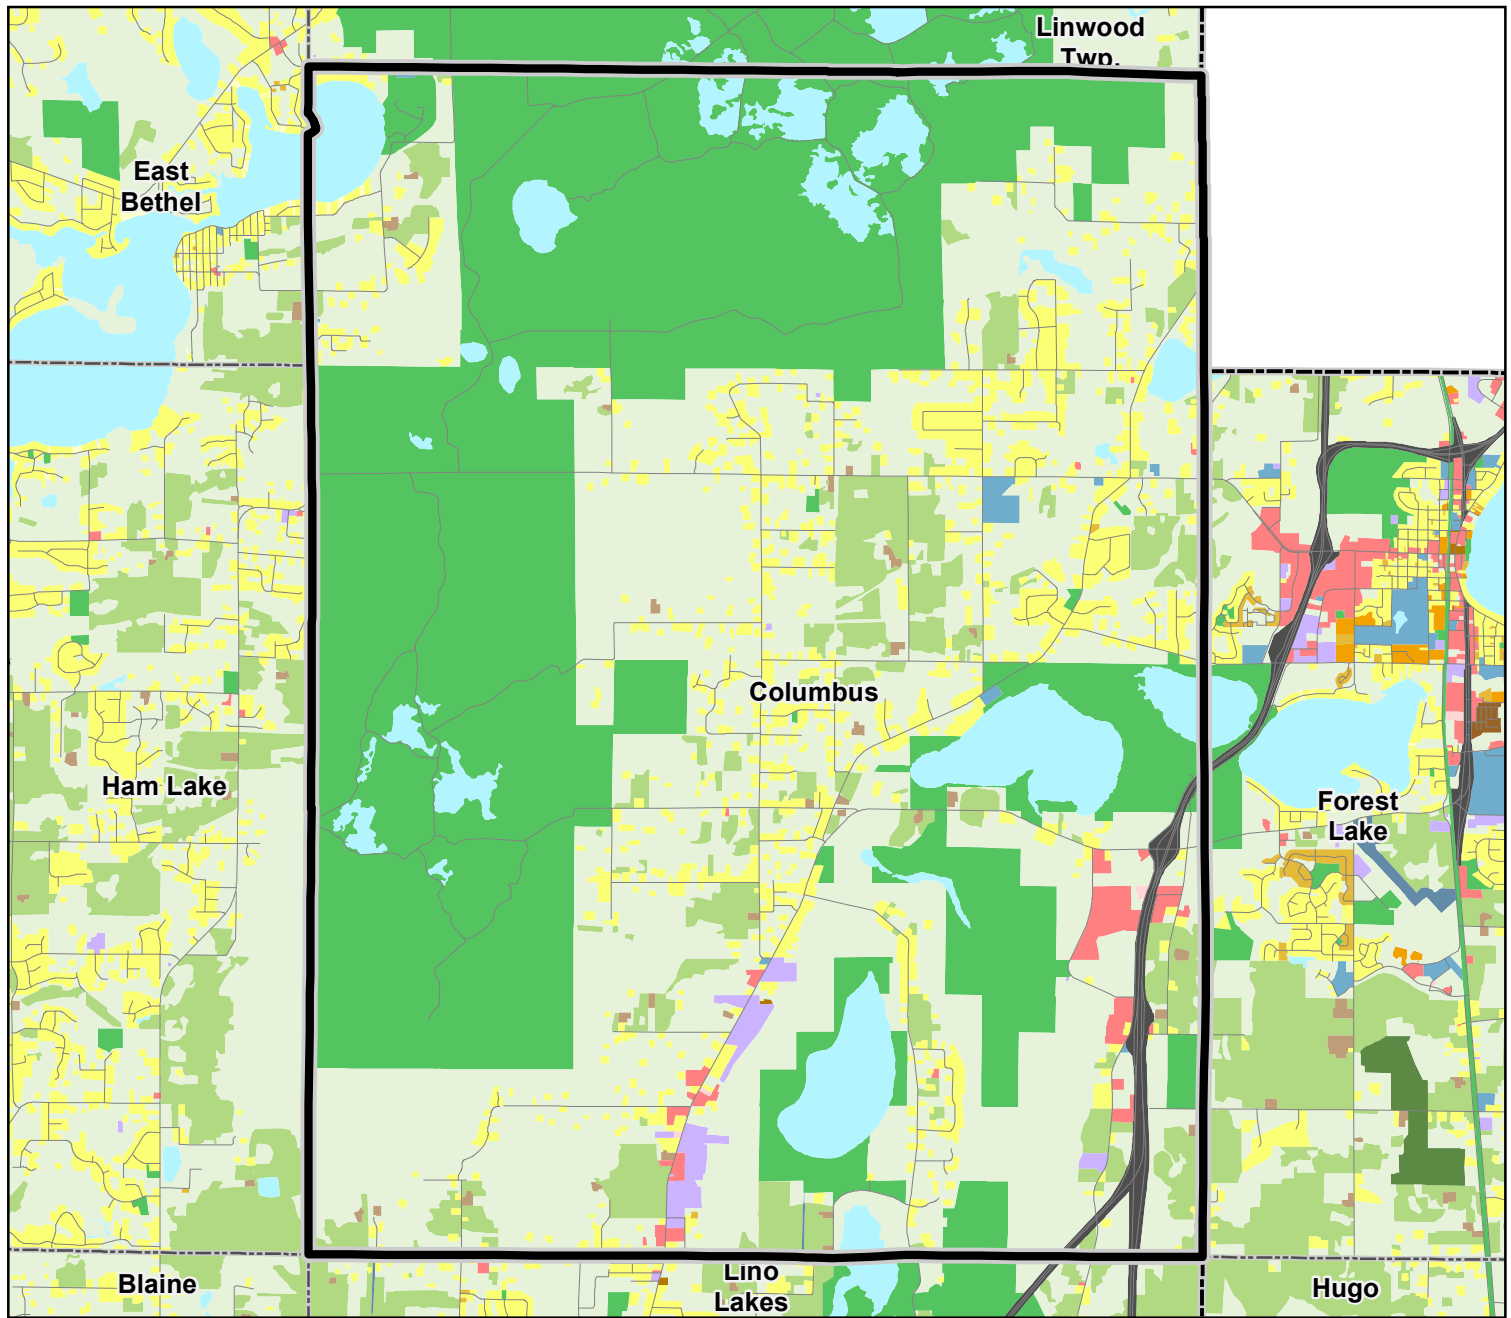 Linwood
Twp.
East
Bethel
Columbus
Ham Lake
Forest
Lake
Blaine
Lino
Lakes
Hugo